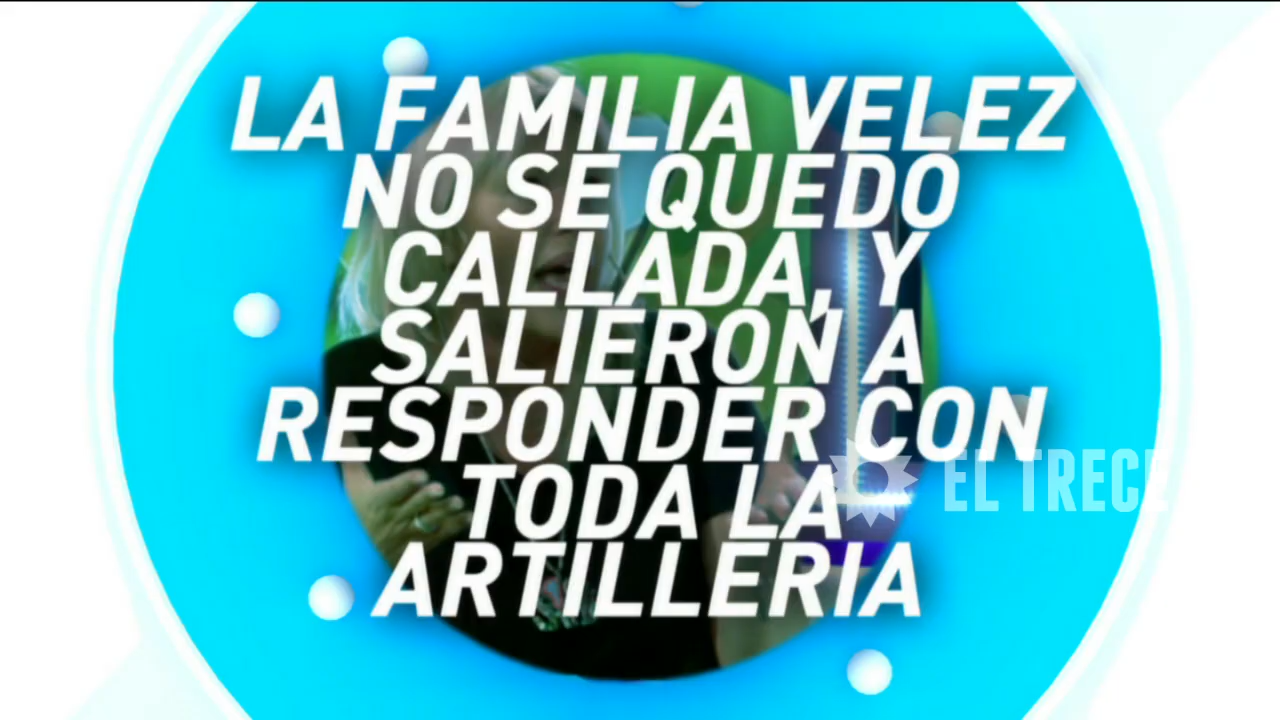 LA FAMILIA VELEZ
NO SE QUEDO
CALLADA, Y
SALIERON A
RESPONDER CON
TODA LA
ARTILLERIA
EL TRECE